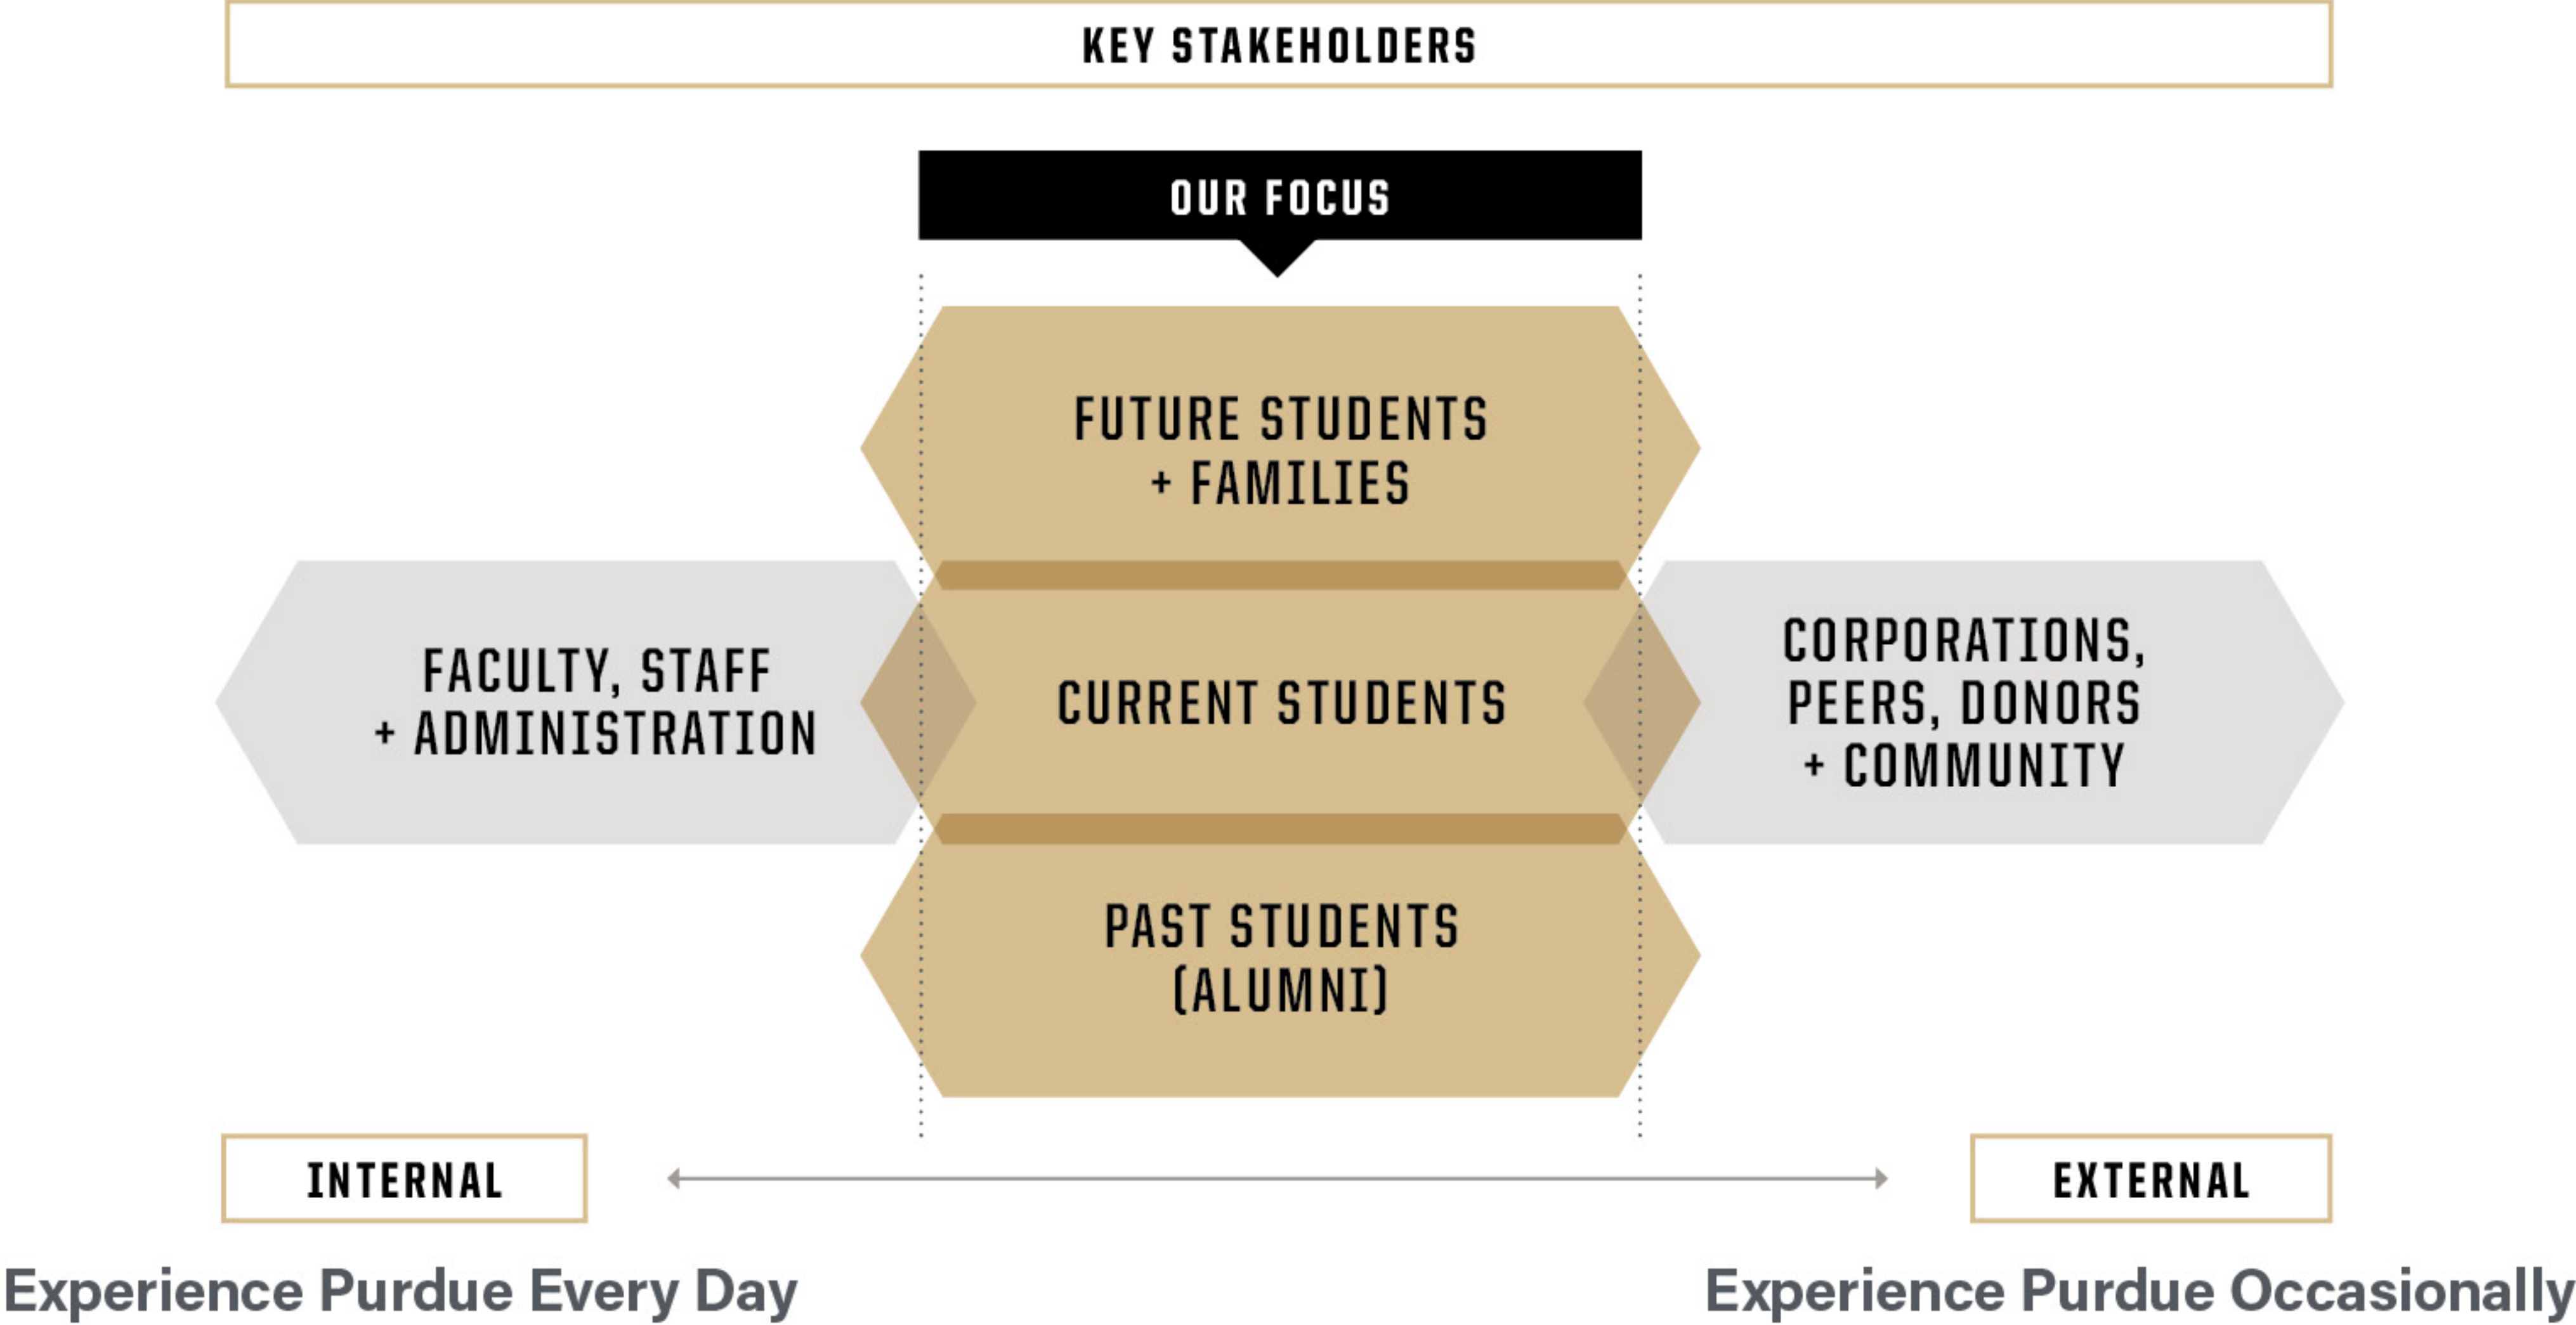 KEY STAKEHOLDERS
OUR FOCUS
FUTURE STUDENTS
+ FAMILIES
FACULTY, STAFF
+ ADMINISTRATION
CURRENT STUDENTS
CORPORATIONS,
PEERS, DONORS
+ COMMUNITY
PAST STUDENTS
(ALUMNI)
INTERNAL
EXTERNAL
Experience Purdue Every Day
Experience Purdue Occasionally